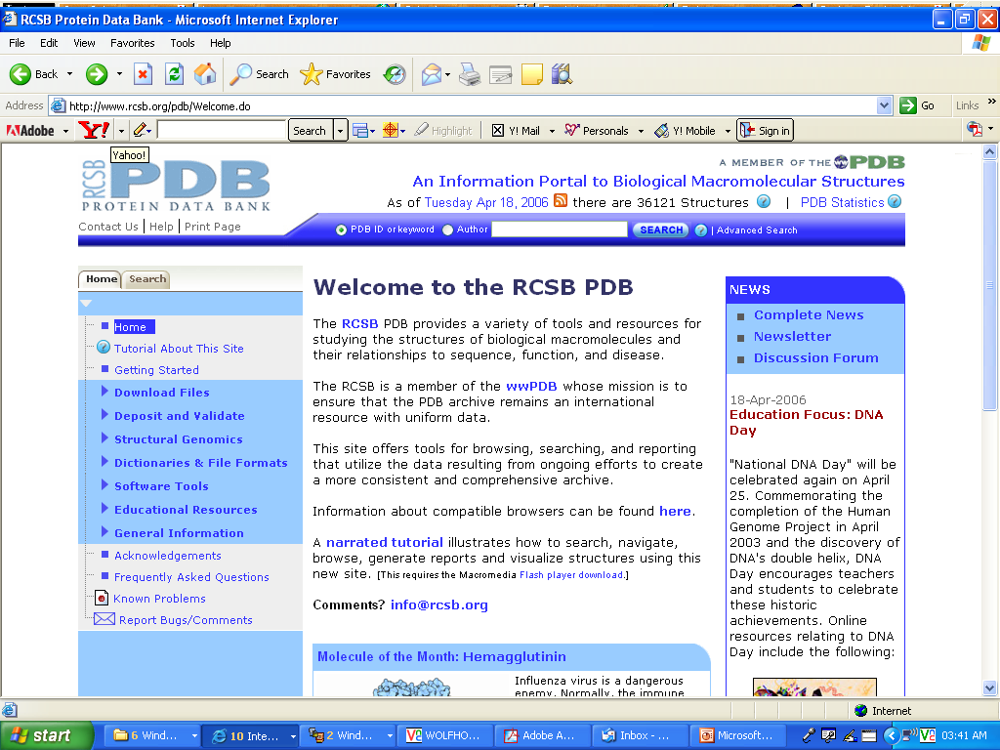 RCSB Protein Data Bank - Microsoft Internet Explorer
File Edit View Favorites Tools Help
Back Search Favorites
Address http://www.rcsb.org/pdb/Welcome.do Go Links »
Adobe Y! Search Highlight Y! Mail Personals Y! Mobile Sign in
Yahoo!
RCSB PDB
PROTEIN DATA BANK
A MEMBER OF THE PDB
An Information Portal to Biological Macromolecular Structures
As of Tuesday Apr 18, 2006 there are 36121 Structures ? | PDB Statistics ?
Contact Us | Help | Print Page
PDB ID or keyword Author SEARCH ? | Advanced Search
Home Search
Home
Tutorial About This Site
Getting Started
Download Files
Deposit and Validate
Structural Genomics
Dictionaries & File Formats
Software Tools
Educational Resources
General Information
Acknowledgements
Frequently Asked Questions
Known Problems
Report Bugs/Comments
Welcome to the RCSB PDB
The RCSB PDB provides a variety of tools and resources for
studying the structures of biological macromolecules and
their relationships to sequence, function, and disease.
The RCSB is a member of the wwPDB whose mission is to
ensure that the PDB archive remains an international
resource with uniform data.
This site offers tools for browsing, searching, and reporting
that utilize the data resulting from ongoing efforts to create
a more consistent and comprehensive archive.
Information about compatible browsers can be found here.
A narrated tutorial illustrates how to search, navigate,
browse, generate reports and visualize structures using this
new site. [This requires the Macromedia Flash player download.]
Comments? info@rcsb.org
Molecule of the Month: Hemagglutinin
Influenza virus is a dangerous
enemy. Normally, the immune
NEWS
Complete News
Newsletter
Discussion Forum
18-Apr-2006
Education Focus: DNA
Day
"National DNA Day" will be
celebrated again on April
25. Commemorating the
completion of the Human
Genome Project in April
2003 and the discovery of
DNA's double helix, DNA
Day encourages teachers
and students to celebrate
these historic
achievements. Online
resources relating to DNA
Day include the following:
Internet
start 6 Wind... 10 Inte... 2 Wind... WOLFHO... Adobe A... Inbox - ... Microsoft... 03:41 AM